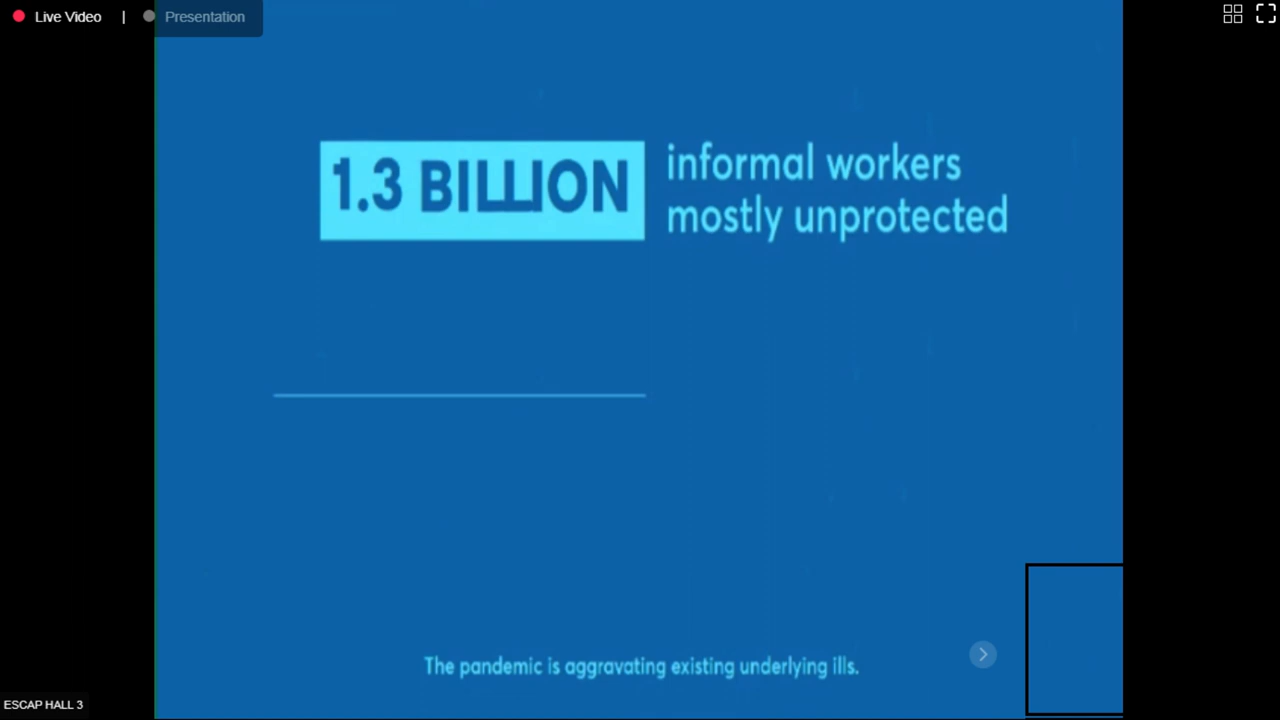 Live Video | Presentation
1.3 BILLION
informal workers
mostly unprotected
The pandemic is aggravating existing underlying ills.
ESCAP HALL 3